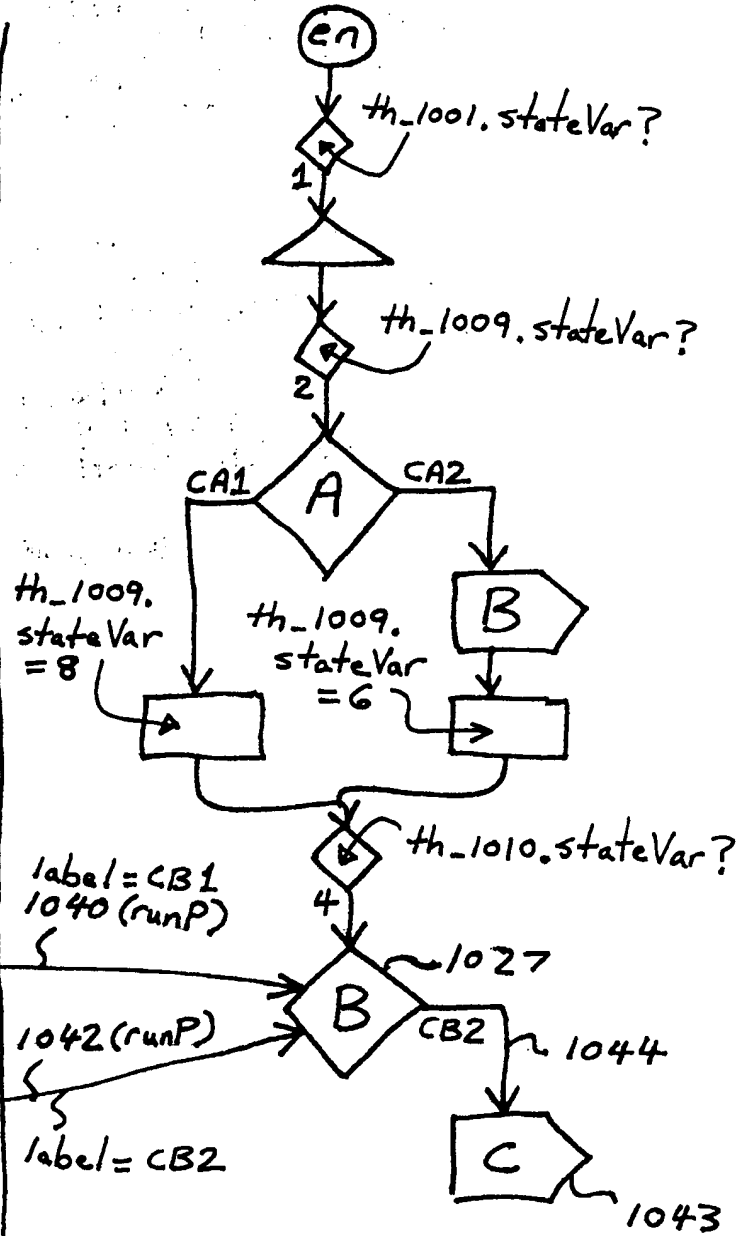 en
th_1001.stateVar?
1
th_1009.stateVar?
2
A
CA1
CA2
B
th_1009.
stateVar
= 8
th_1009.
stateVar
= 6
th_1010.stateVar?
4
label = CB1
1040 (runP)
1027
B
CB2
1042 (runP)
1044
label = CB2
C
1043